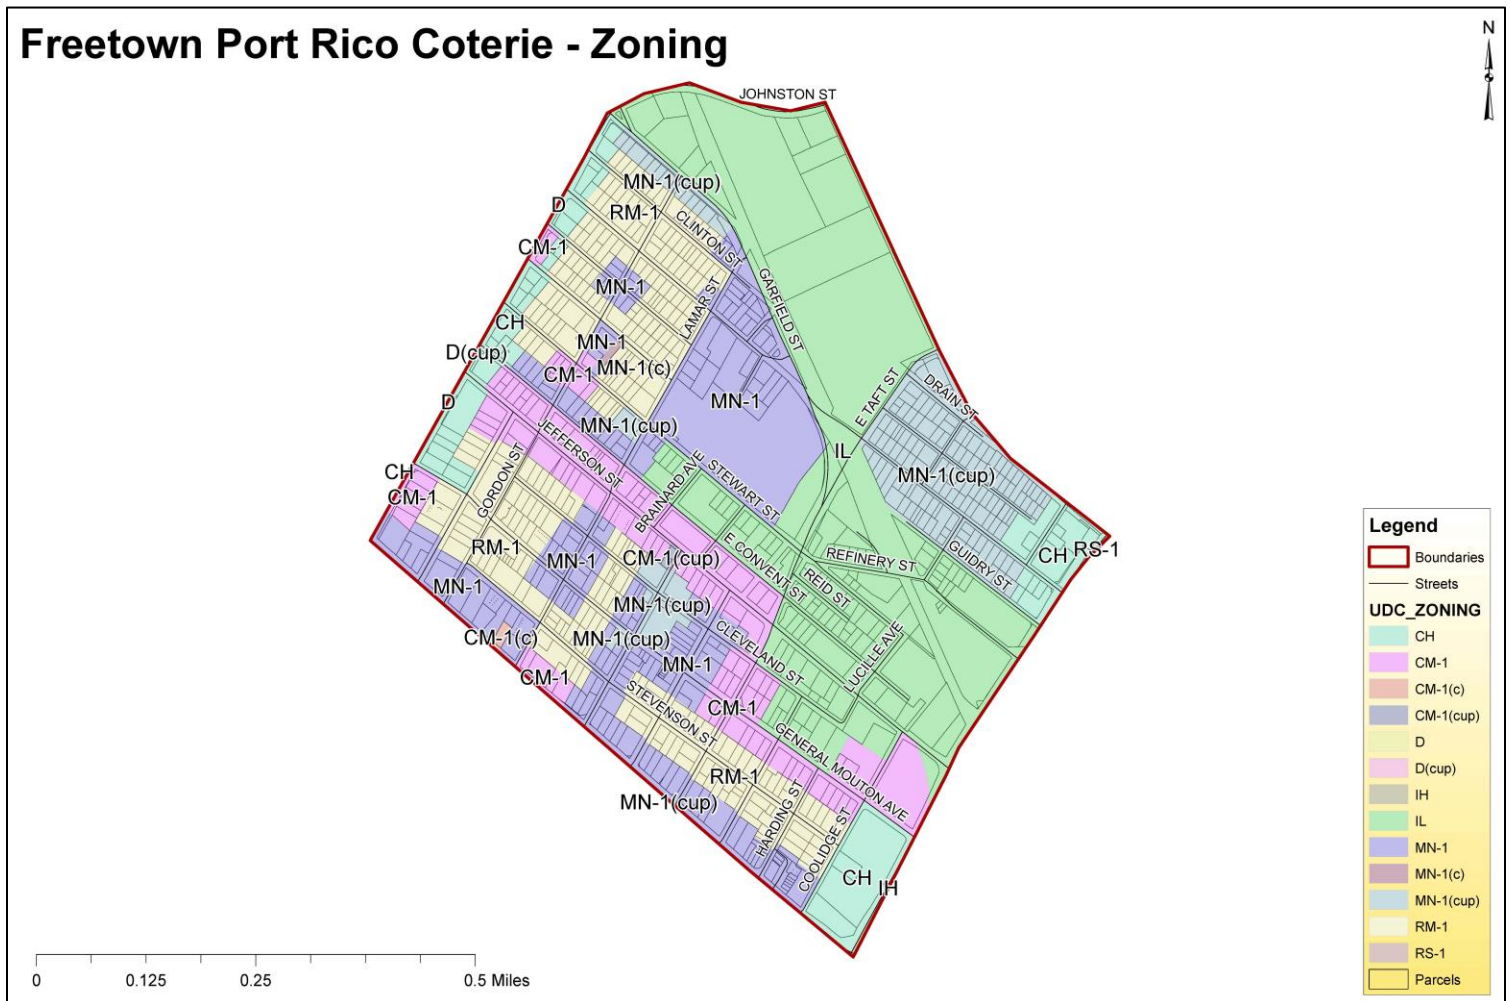 Freetown Port Rico Coterie - Zoning
N
JOHNSTON ST
MN-1(cup)
D
RM-1
CLINTON ST
CM-1
MN-1
GARFIELD ST
LAMAR ST
CH
MN-1
D(cup)
MN-1(c)
CM-1
E TAFT ST
DRAIN ST
D
MN-1
MN-1(cup)
JEFFERSON ST
IL
CH
GORDON ST
BRAINARD AVE
STEWART ST
MN-1(cup)
CM-1
RM-1
MN-1
CM-1(cup)
E CONVENT ST
REFINERY ST
GUIDRY ST
CH
RS-1
MN-1
REID ST
MN-1(cup)
CM-1(c)
MN-1(cup)
CLEVELAND ST
LUCILLE AVE
MN-1
CM-1
STEVENSON ST
CM-1
GENERAL MOUTON AVE
RM-1
MN-1(cup)
HARDING ST
COOLIDGE ST
CH
IH
Legend
Boundaries
Streets
UDC_ZONING
CH
CM-1
CM-1(c)
CM-1(cup)
D
D(cup)
IH
IL
MN-1
MN-1(c)
MN-1(cup)
RM-1
RS-1
Parcels
0 0.125 0.25 0.5 Miles